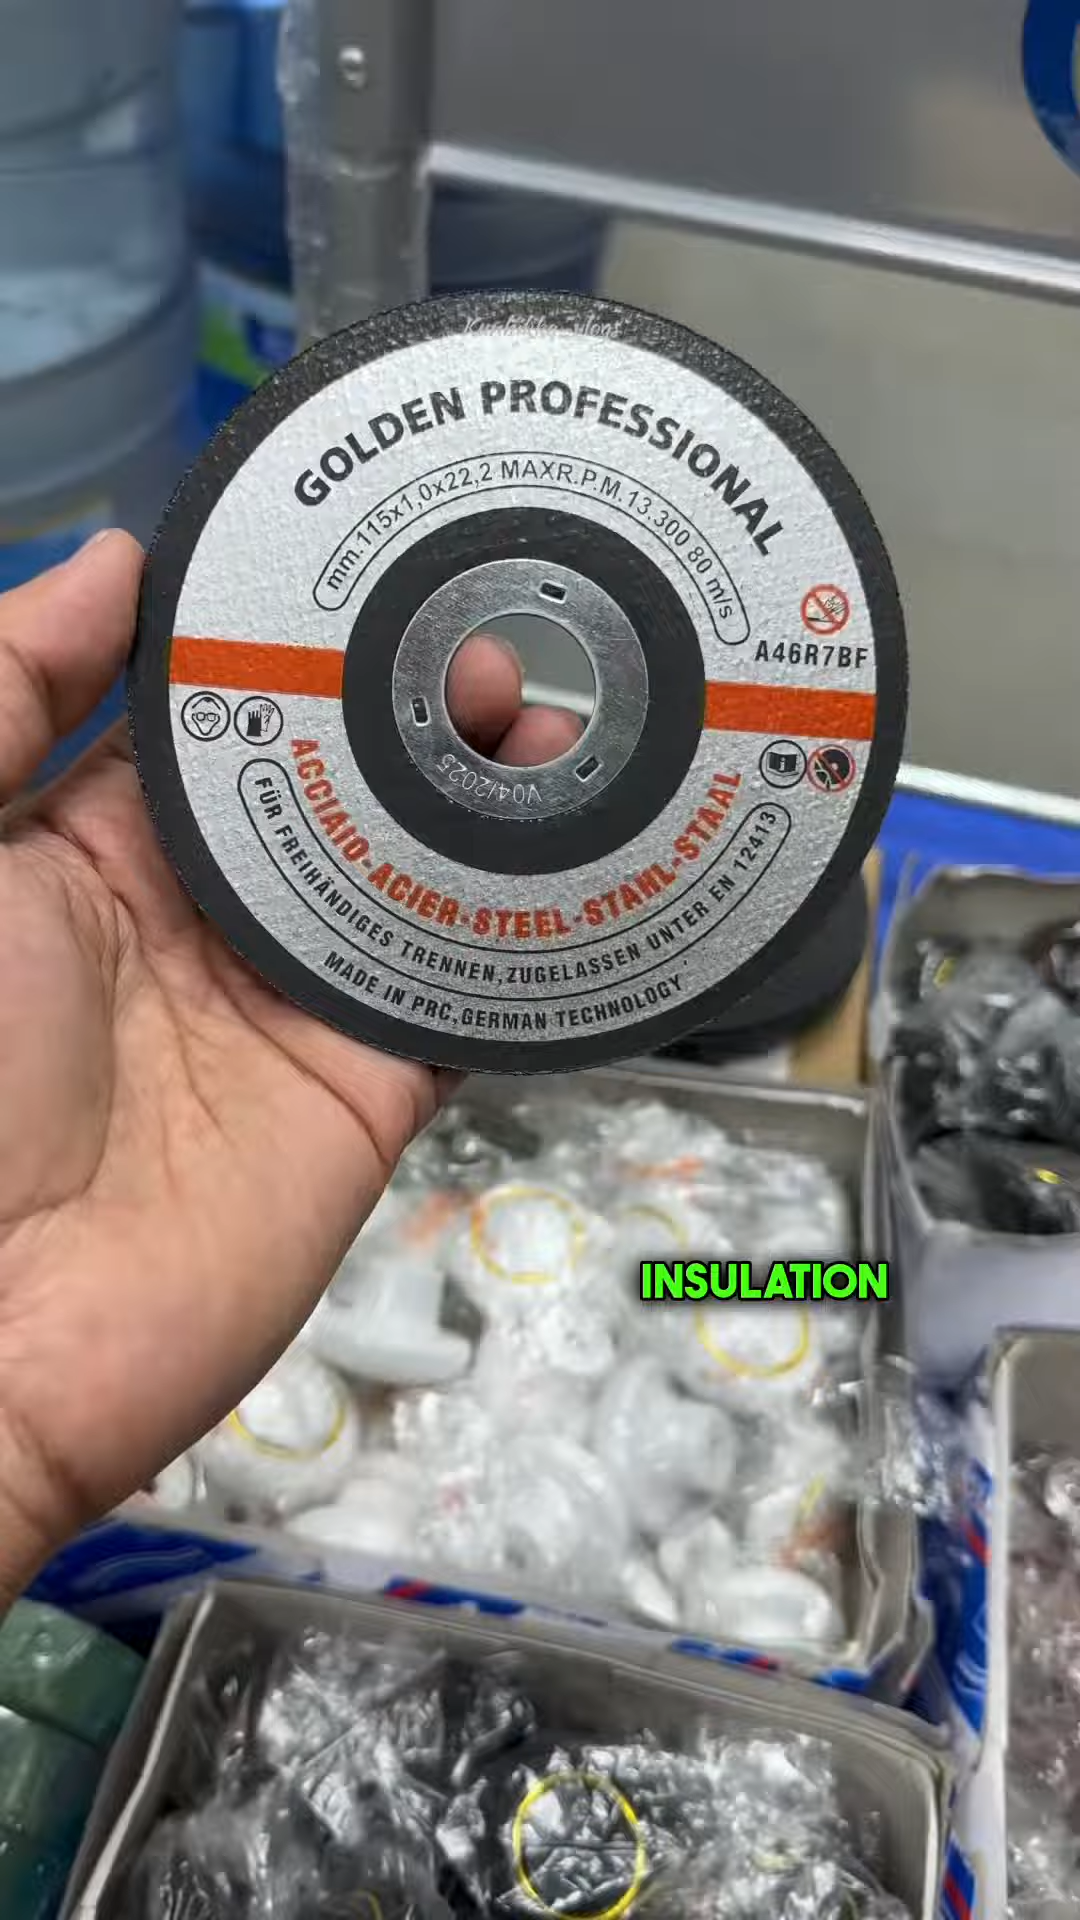 GOLDEN PROFESSIONAL
mm.115x1,0x22,2 MAXR.P.M.13.300 80 m/s
A46R7BF
V04/2025
ACCIAIO-ACIER-STEEL-STAHL-STAAL
FÜR FREIHÄNDIGES TRENNEN,ZUGELASSEN UNTER EN 12413
MADE IN PRC,GERMAN TECHNOLOGY
INSULATION